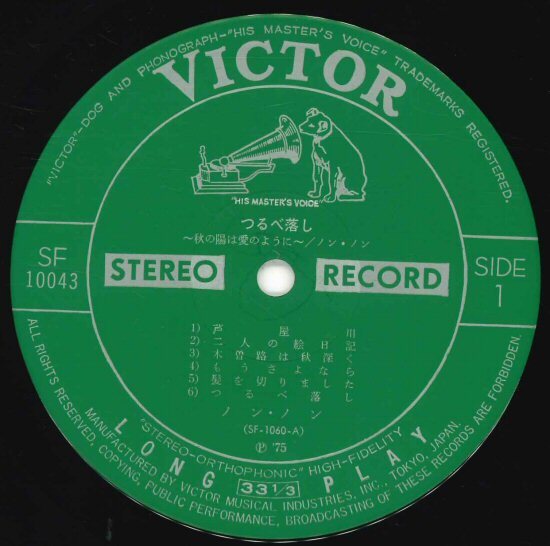 "VICTOR"-DOG AND PHONOGRAPH-"HIS MASTER'S VOICE" TRADEMARKS REGISTERED.
VICTOR
"HIS MASTER'S VOICE"
つるべ落し
～秋の陽は愛のように～/ノン・ノン
SF
10043
STEREO
RECORD
SIDE
1
1) 芦屋川
2) 二人の絵日記
3) 木曽路は秋深く
4) もうさよなら
5) 髪を切りました
6) つるべ落し
ノン・ノン
(SF-1060-A)
Ⓟ '75
"STEREO-ORTHOPHONIC" HIGH-FIDELITY
LONG 33 1/3 PLAY
MANUFACTURED BY VICTOR MUSICAL INDUSTRIES, INC., TOKYO, JAPAN.
ALL RIGHTS RESERVED, COPYING, PUBLIC PERFORMANCE, BROADCASTING OF THESE RECORDS ARE FORBIDDEN.